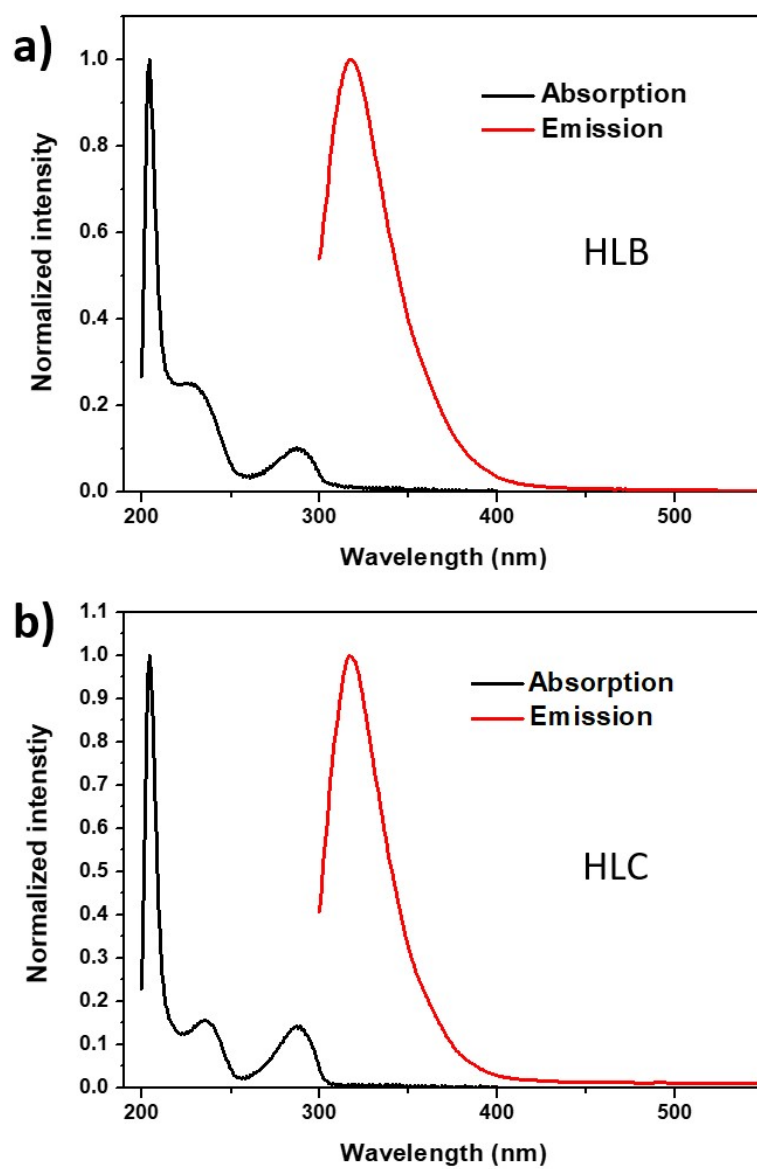 a)
1.0
0.8
0.6
0.4
0.2
0.0
Normalized intensity
Absorption
Emission
HLB
200
300
400
500
Wavelength (nm)
b)
1.1
1.0
0.9
0.8
0.7
0.6
0.5
0.4
0.3
0.2
0.1
0.0
Normalized intenstiy
Absorption
Emission
HLC
200
300
400
500
Wavelength (nm)